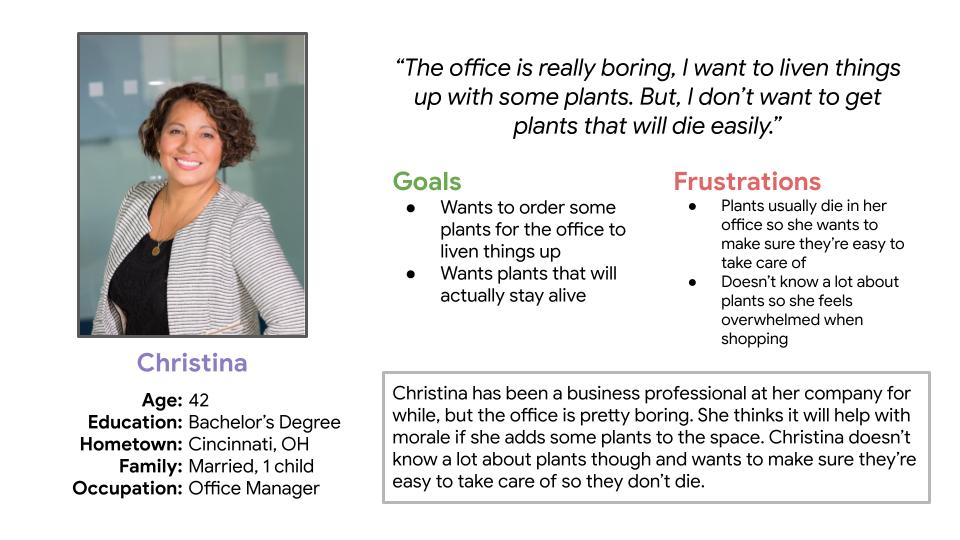 “The office is really boring, I want to liven things
up with some plants. But, I don’t want to get
plants that will die easily.”
Goals
● Wants to order some
plants for the office to
liven things up
● Wants plants that will
actually stay alive
Frustrations
● Plants usually die in her
office so she wants to
make sure they’re easy to
take care of
● Doesn’t know a lot about
plants so she feels
overwhelmed when
shopping
Christina
Age: 42
Education: Bachelor’s Degree
Hometown: Cincinnati, OH
Family: Married, 1 child
Occupation: Office Manager
Christina has been a business professional at her company for
while, but the office is pretty boring. She thinks it will help with
morale if she adds some plants to the space. Christina doesn’t
know a lot about plants though and wants to make sure they’re
easy to take care of so they don’t die.